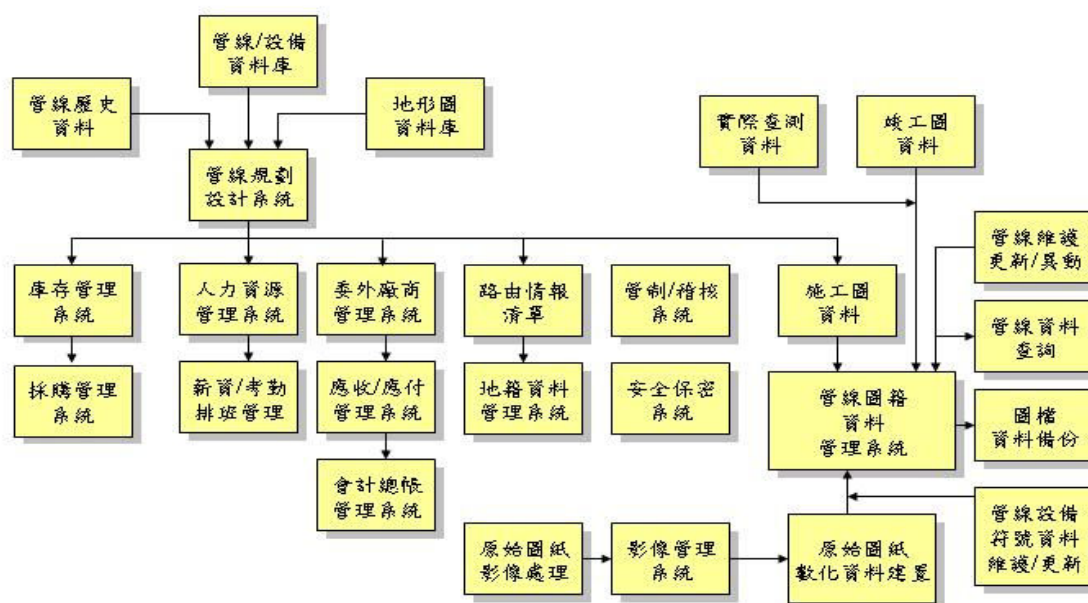 管線/設備
資料庫
管線歷史
資料
地形圖
資料庫
實際查測
資料
竣工圖
資料
管線規劃
設計系統
管線維護
更新/異動
庫存管理
系統
人力資源
管理系統
委外廠商
管理系統
路由情報
清單
管制/稽核
系統
施工圖
資料
管線資料
查詢
採購管理
系統
薪資/考勤
排班管理
應收/應付
管理系統
地籍資料
管理系統
安全保密
系統
管線圖籍
資料
管理系統
圖檔
資料備份
會計總帳
管理系統
原始圖紙
影像處理
影像管理
系統
原始圖紙
數化資料建置
管線設備
符號資料
維護/更新